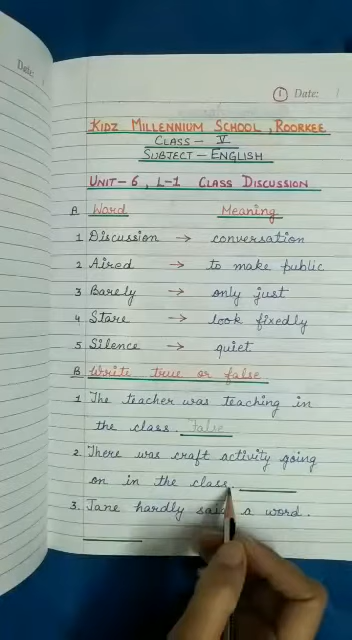 Date:
① Date:
KIDZ MILLENNIUM SCHOOL, ROORKEE
CLASS - V
SUBJECT - ENGLISH
UNIT-6, L-1 CLASS DISCUSSION
A. Word Meaning
1 Discussion → conversation
2 Aired → to make public
3 Barely → only just
4 Stare → look fixedly
5 Silence → quiet
B Write true or false
1 The teacher was teaching in
the class. False
2. There was craft activity going
on in the class.
3. Jane hardly said a word.